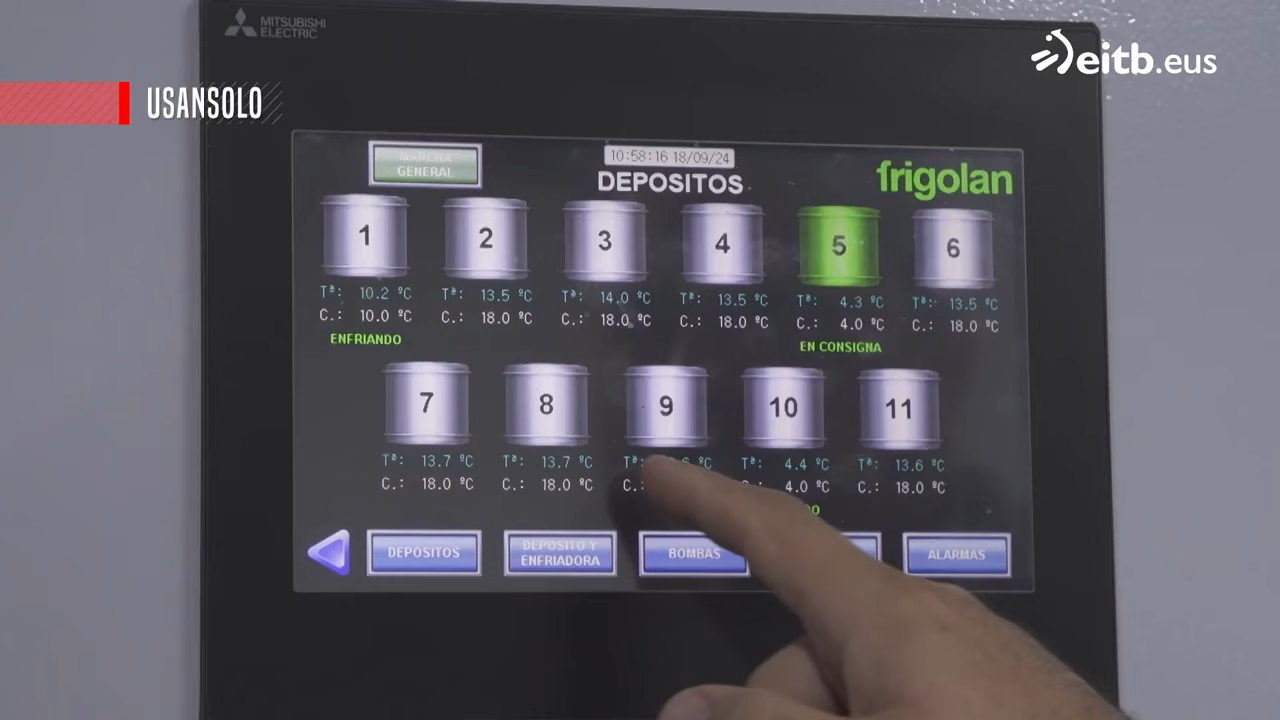 MITSUBISHI
ELECTRIC
eitb.eus
USANSOLO
MARCHA
GENERAL
10:58:16 18/09/24
DEPOSITOS
frigolan
1 2 3 4 5 6
Tª: 10.2 ºC Tª: 13.5 ºC Tª: 14.0 ºC Tª: 13.5 ºC Tª: 4.3 ºC Tª: 13.5 ºC
C.: 10.0 ºC C.: 18.0 ºC C.: 18.0 ºC C.: 18.0 ºC C.: 4.0 ºC C.: 18.0 ºC
ENFRIANDO EN CONSIGNA
7 8 9 10 11
Tª: 13.7 ºC Tª: 13.7 ºC Tª: ºC Tª: 4.4 ºC Tª: 13.6 ºC
C.: 18.0 ºC C.: 18.0 ºC C.: C.: 4.0 ºC C.: 18.0 ºC
DEPOSITOS
DEPOSITO Y
ENFRIADORA
BOMBAS
ALARMAS